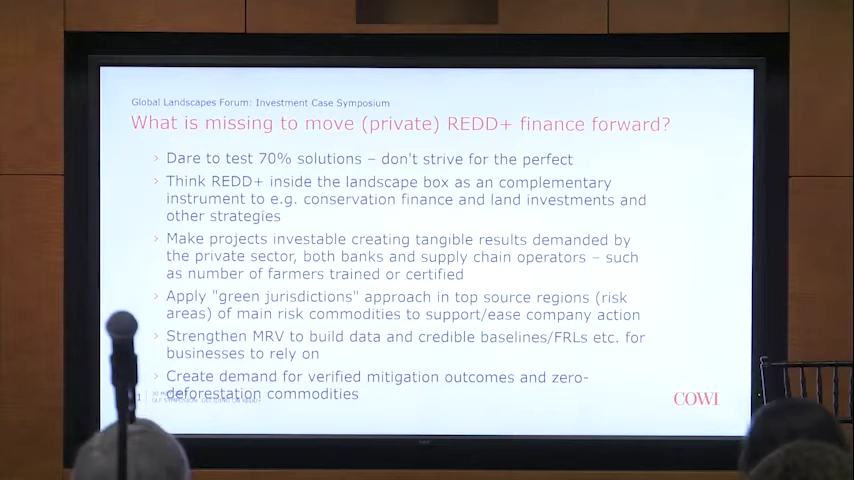 Global Landscapes Forum: Investment Case Symposium
What is missing to move (private) REDD+ finance forward?
› Dare to test 70% solutions – don't strive for the perfect
› Think REDD+ inside the landscape box as an complementary
instrument to e.g. conservation finance and land investments and
other strategies
› Make projects investable creating tangible results demanded by
the private sector, both banks and supply chain operators – such
as number of farmers trained or certified
› Apply "green jurisdictions" approach in top source regions (risk
areas) of main risk commodities to support/ease company action
› Strengthen MRV to build data and credible baselines/FRLs etc. for
businesses to rely on
› Create demand for verified mitigation outcomes and zero-
deforestation commodities
COWI